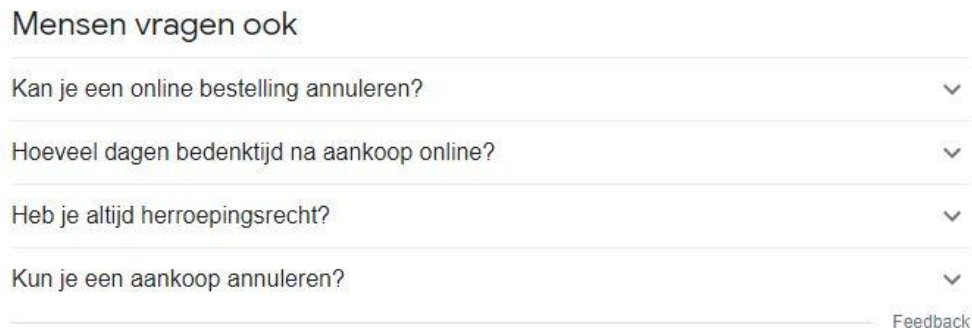 Mensen vragen ook
Kan je een online bestelling annuleren?
Hoeveel dagen bedenktijd na aankoop online?
Heb je altijd herroepingsrecht?
Kun je een aankoop annuleren?
Feedback